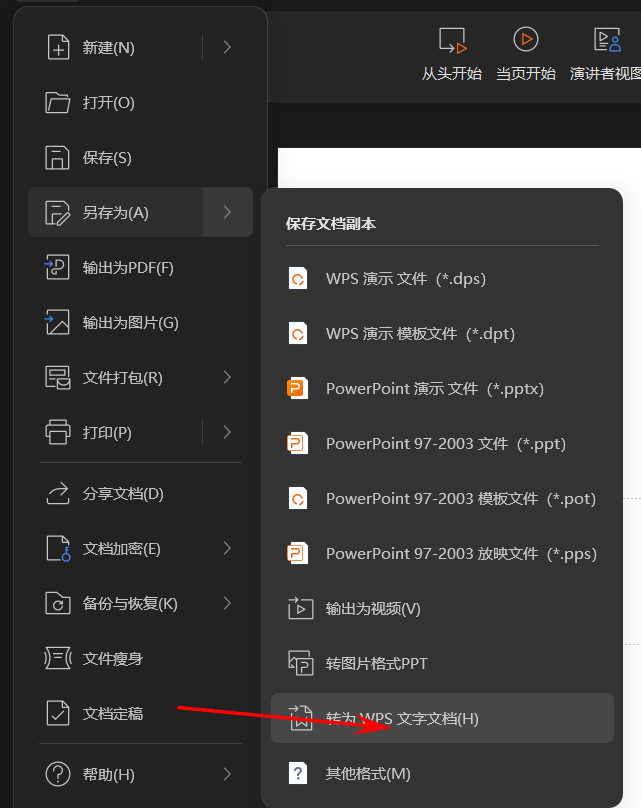 新建(N)
打开(O)
保存(S)
另存为(A)
输出为PDF(F)
输出为图片(G)
文件打包(R)
打印(P)
分享文档(D)
文档加密(E)
备份与恢复(K)
文件瘦身
文档定稿
帮助(H)
从头开始
当页开始
演讲者视图
保存文档副本
WPS 演示 文件（*.dps）
WPS 演示 模板文件（*.dpt）
PowerPoint 演示 文件（*.pptx）
PowerPoint 97-2003 文件（*.ppt）
PowerPoint 97-2003 模板文件（*.pot）
PowerPoint 97-2003 放映文件（*.pps）
输出为视频(V)
转图片格式PPT
转为 WPS 文字文档(H)
其他格式(M)